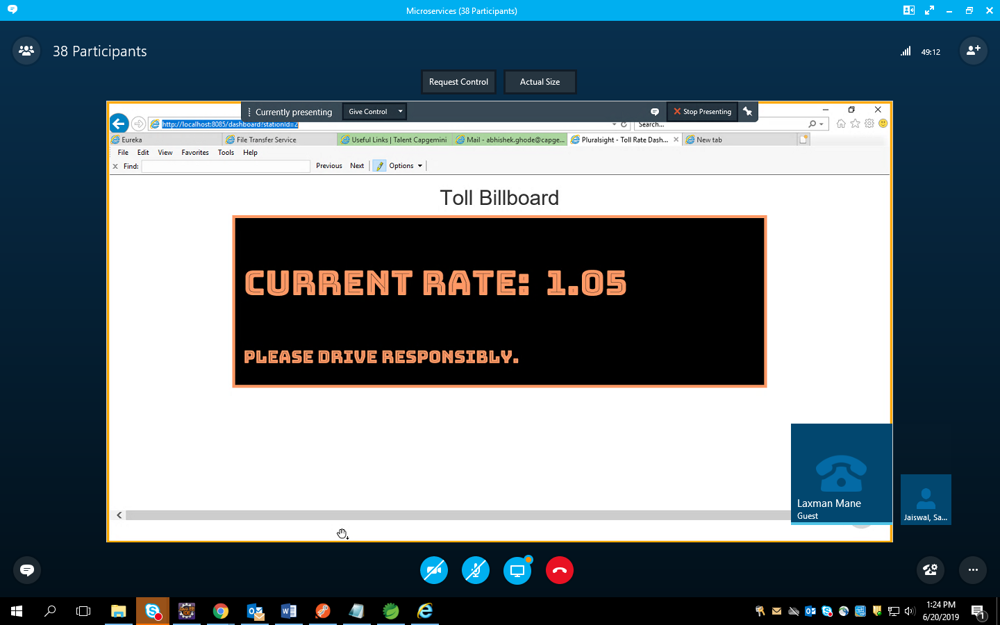 Microservices (38 Participants)
38 Participants
49:12
Request Control
Actual Size
Currently presenting
Give Control
Stop Presenting
http://localhost:8085/dashboard?stationId=2
Search...
Eureka
File Transfer Service
Useful Links | Talent Capgemini
Mail - abhishek.ghode@capge...
Pluralsight - Toll Rate Dash...
New tab
File Edit View Favorites Tools Help
Find:
Previous Next Options
Toll Billboard
CURRENT RATE: 1.05
PLEASE DRIVE RESPONSIBLY.
Laxman Mane
Guest
Jaiswal, Sa...
1:24 PM
6/20/2019
1